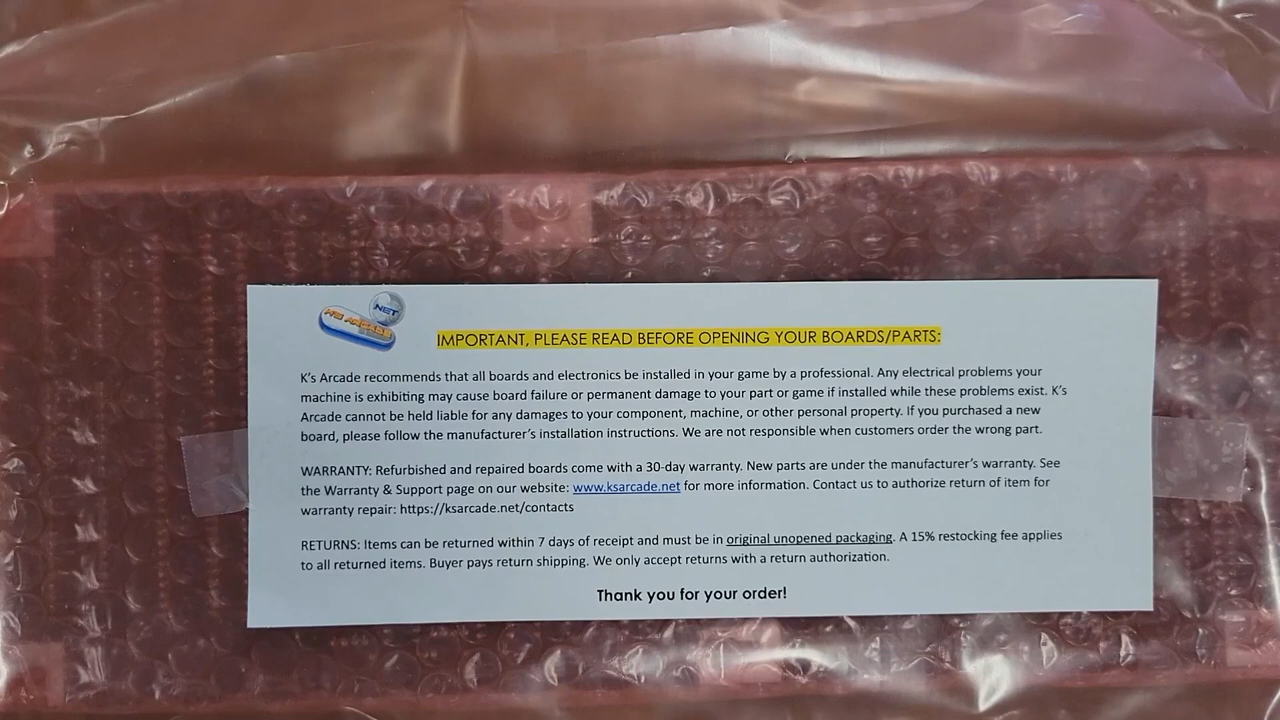 K'S ARCADE
.NET
IMPORTANT, PLEASE READ BEFORE OPENING YOUR BOARDS/PARTS:
K's Arcade recommends that all boards and electronics be installed in your game by a professional. Any electrical problems your
machine is exhibiting may cause board failure or permanent damage to your part or game if installed while these problems exist. K's
Arcade cannot be held liable for any damages to your component, machine, or other personal property. If you purchased a new
board, please follow the manufacturer's installation instructions. We are not responsible when customers order the wrong part.
WARRANTY: Refurbished and repaired boards come with a 30-day warranty. New parts are under the manufacturer's warranty. See
the Warranty & Support page on our website: www.ksarcade.net for more information. Contact us to authorize return of item for
warranty repair: https://ksarcade.net/contacts
RETURNS: Items can be returned within 7 days of receipt and must be in original unopened packaging. A 15% restocking fee applies
to all returned items. Buyer pays return shipping. We only accept returns with a return authorization.
Thank you for your order!